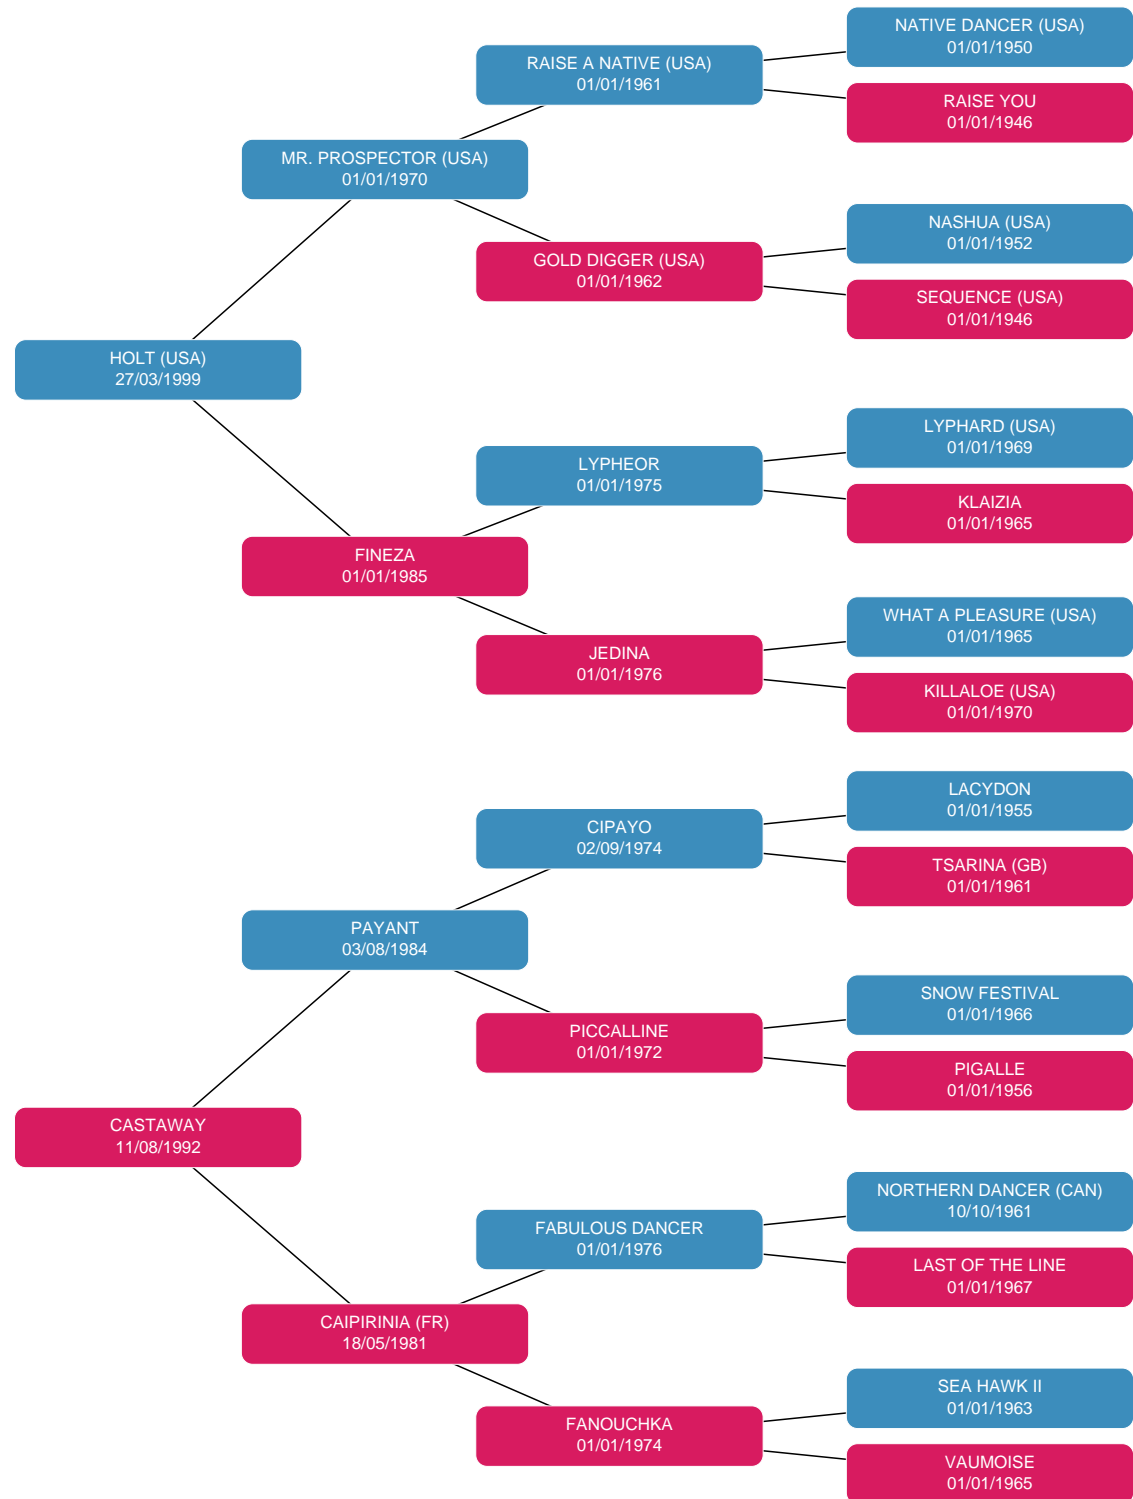 NATIVE DANCER (USA)
01/01/1950
RAISE A NATIVE (USA)
01/01/1961
RAISE YOU
01/01/1946
MR. PROSPECTOR (USA)
01/01/1970
NASHUA (USA)
01/01/1952
GOLD DIGGER (USA)
01/01/1962
SEQUENCE (USA)
01/01/1946
HOLT (USA)
27/03/1999
LYPHARD (USA)
01/01/1969
LYPHEOR
01/01/1975
KLAIZIA
01/01/1965
FINEZA
01/01/1985
WHAT A PLEASURE (USA)
01/01/1965
JEDINA
01/01/1976
KILLALOE (USA)
01/01/1970
LACYDON
01/01/1955
CIPAYO
02/09/1974
TSARINA (GB)
01/01/1961
PAYANT
03/08/1984
SNOW FESTIVAL
01/01/1966
PICCALLINE
01/01/1972
PIGALLE
01/01/1956
CASTAWAY
11/08/1992
NORTHERN DANCER (CAN)
10/10/1961
FABULOUS DANCER
01/01/1976
LAST OF THE LINE
01/01/1967
CAIPIRINIA (FR)
18/05/1981
SEA HAWK II
01/01/1963
FANOUCHKA
01/01/1974
VAUMOISE
01/01/1965